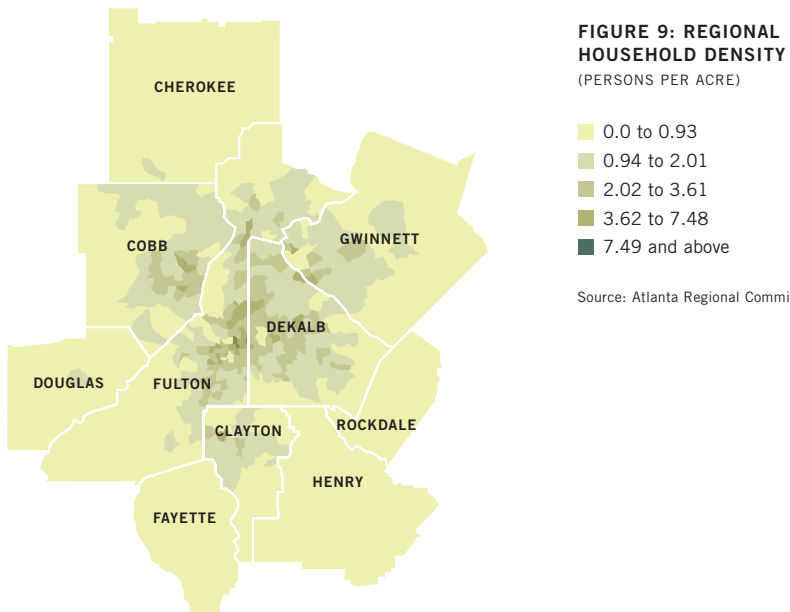 FIGURE 9: REGIONAL
HOUSEHOLD DENSITY
(PERSONS PER ACRE)
0.0 to 0.93
0.94 to 2.01
2.02 to 3.61
3.62 to 7.48
7.49 and above
Source: Atlanta Regional Commi
CHEROKEE
COBB
GWINNETT
DEKALB
DOUGLAS
FULTON
CLAYTON
ROCKDALE
HENRY
FAYETTE